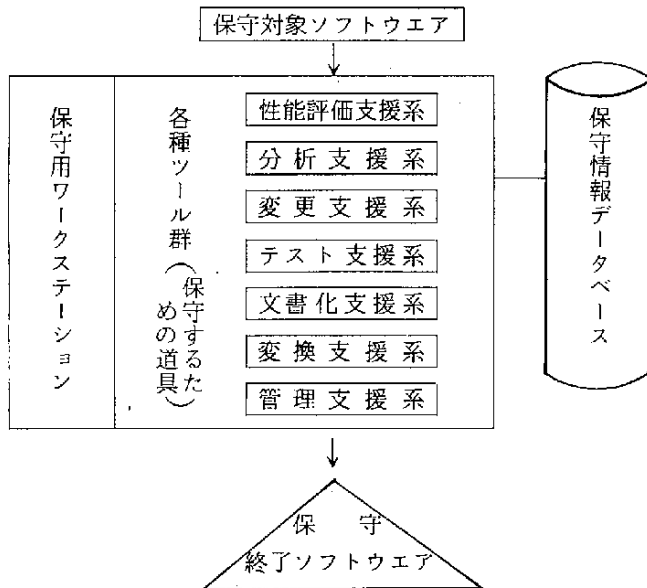 保守対象ソフトウエア
保守用ワークステーション
各種ツール群(保守するた
めの道具)
性能評価支援系
分析支援系
変更支援系
テスト支援系
文書化支援系
変換支援系
管理支援系
保守情報データベース
保守
終了ソフトウエア